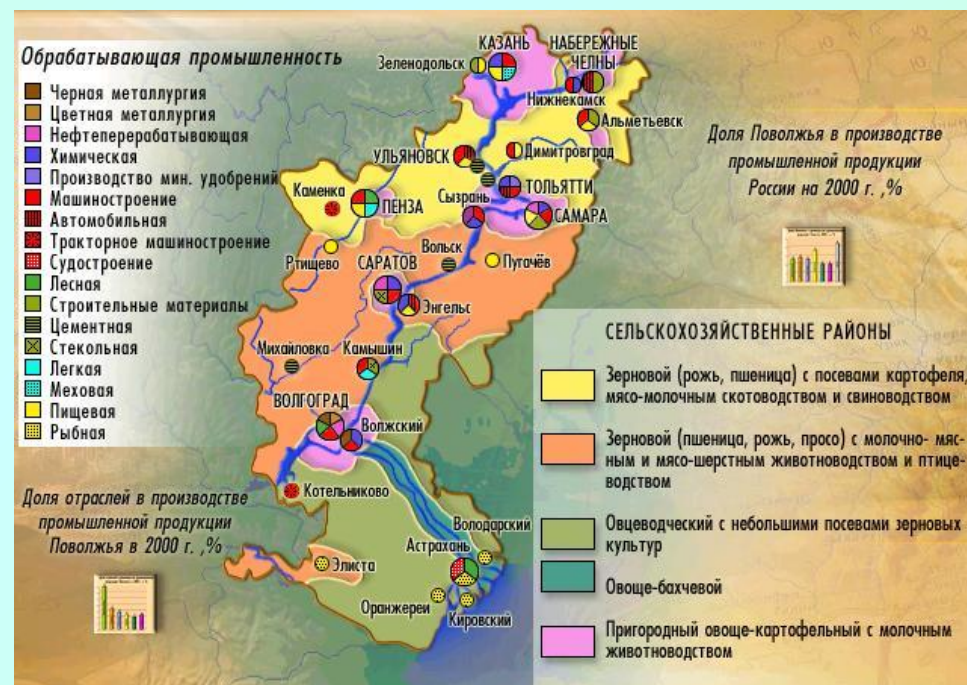 Обрабатывающая промышленность
Черная металлургия
Цветная металлургия
Нефтеперерабатывающая
Химическая
Производство мин. удобрений
Машиностроение
Автомобильная
Тракторное машиностроение
Судостроение
Лесная
Строительные материалы
Цементная
Стекольная
Легкая
Меховая
Пищевая
Рыбная
Доля отраслей в производстве
промышленной продукции
Поволжья в 2000 г. ,%
КАЗАНЬ
НАБЕРЕЖНЫЕ
ЧЕЛНЫ
Зеленодольск
Нижнекамск
Альметьевск
УЛЬЯНОВСК
Димитровград
ТОЛЬЯТТИ
Каменка
ПЕНЗА
Сызрань
САМАРА
Ртищево
Вольск
Пугачёв
САРАТОВ
Энгельс
Михайловка
Камышин
ВОЛГОГРАД
Волжский
Котельниково
Володарский
Астрахань
Элиста
Оранжереи
Кировский
Доля Поволжья в производстве
промышленной продукции
России на 2000 г. ,%
СЕЛЬСКОХОЗЯЙСТВЕННЫЕ РАЙОНЫ
Зерновой (рожь, пшеница) с посевами картофеля,
мясо-молочным скотоводством и свиноводством
Зерновой (пшеница, рожь, просо) с молочно- мяс-
ным и мясо-шерстным животноводством и птице-
водством
Овцеводческий с небольшими посевами зерновых
культур
Овоще-бахчевой
Пригородный овоще-картофельный с молочным
животноводством